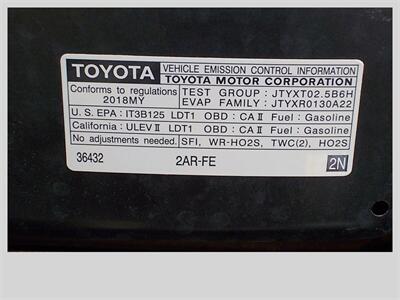 TOYOTA VEHICLE EMISSION CONTROL INFORMATION
TOYOTA MOTOR CORPORATION
Conforms to regulations
2018MY
TEST GROUP : JTYXT02.5B6H
EVAP FAMILY : JTYXR0130A22
U.S. EPA : IT3B125 LDT1 OBD : CA II Fuel : Gasoline
California : ULEV II LDT1 OBD : CA II Fuel : Gasoline
No adjustments needed. SFI, WR-HO2S, TWC(2), HO2S
36432 2AR-FE 2N